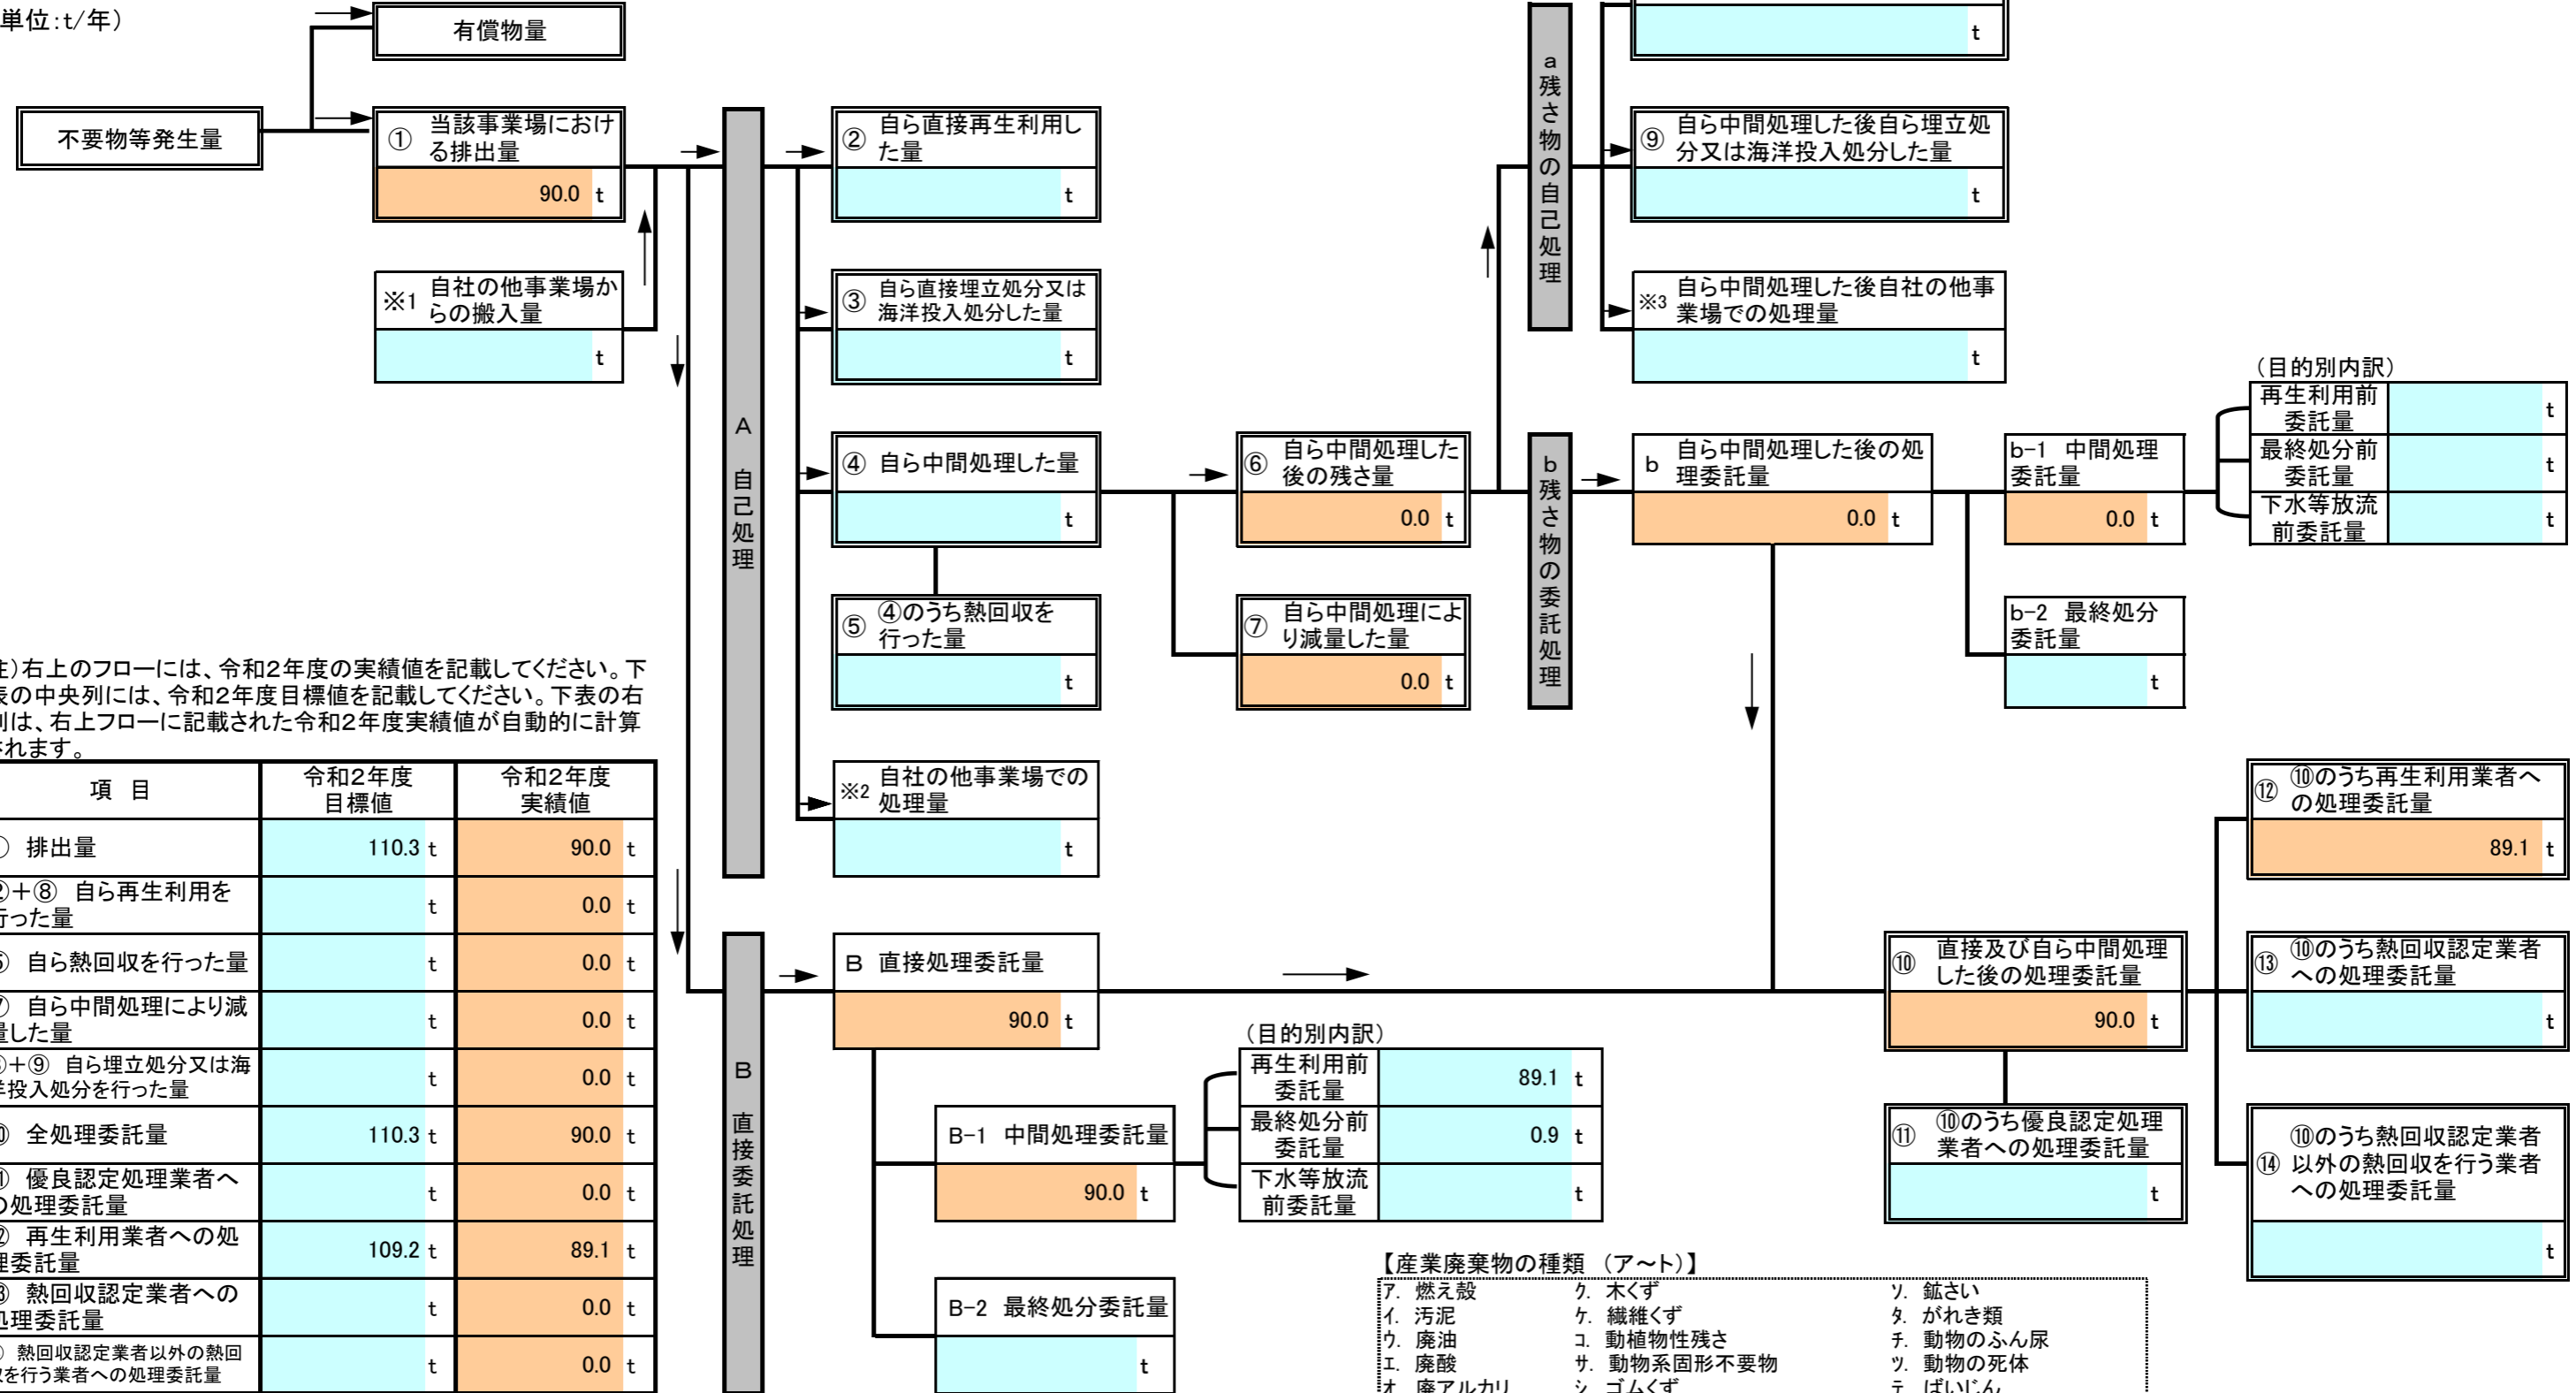 単位:t/年)
有償物量
不要物等発生量
① 当該事業場におけ
る排出量
90.0 t
※1 自社の他事業場か
らの搬入量
t
A 自己処理
② 自ら直接再生利用し
た量
t
③ 自ら直接埋立処分又は
海洋投入処分した量
t
④ 自ら中間処理した量
t
⑤ ④のうち熱回収を
行った量
t
※2 自社の他事業場での
処理量
t
⑥ 自ら中間処理した
後の残さ量
0.0 t
⑦ 自ら中間処理によ
り減量した量
0.0 t
a残さ物の自己処理
t
⑨ 自ら中間処理した後自ら埋立処
分又は海洋投入処分した量
t
※3 自ら中間処理した後自社の他事
業場での処理量
t
b残さ物の委託処理
b 自ら中間処理した後の処
理委託量
0.0 t
b-1 中間処理
委託量
0.0 t
b-2 最終処分
委託量
t
(目的別内訳)
再生利用前
委託量
t
最終処分前
委託量
t
下水等放流
前委託量
t
注)右上のフローには、令和2年度の実績値を記載してください。下
表の中央列には、令和2年度目標値を記載してください。下表の右
列は、右上フローに記載された令和2年度実績値が自動的に計算
されます。
項 目 令和2年度
目標値 令和2年度
実績値
① 排出量 110.3 t 90.0 t
②+⑧ 自ら再生利用を
行った量 t 0.0 t
⑤ 自ら熱回収を行った量 t 0.0 t
⑦ 自ら中間処理により減
量した量 t 0.0 t
③+⑨ 自ら埋立処分又は海
洋投入処分を行った量 t 0.0 t
⑩ 全処理委託量 110.3 t 90.0 t
⑪ 優良認定処理業者へ
の処理委託量 t 0.0 t
⑫ 再生利用業者への処
理委託量 109.2 t 89.1 t
⑬ 熱回収認定業者への
処理委託量 t 0.0 t
⑭ 熱回収認定業者以外の熱回
収を行う業者への処理委託量 t 0.0 t
B 直接委託処理
B 直接処理委託量
90.0 t
B-1 中間処理委託量
90.0 t
B-2 最終処分委託量
t
(目的別内訳)
再生利用前
委託量
89.1 t
最終処分前
委託量
0.9 t
下水等放流
前委託量
t
⑩ 直接及び自ら中間処理
した後の処理委託量
90.0 t
⑪ ⑩のうち優良認定処理
業者への処理委託量
t
⑫ ⑩のうち再生利用業者へ
の処理委託量
89.1 t
⑬ ⑩のうち熱回収認定業者
への処理委託量
t
⑭ ⑩のうち熱回収認定業者
以外の熱回収を行う業者
への処理委託量
t
【産業廃棄物の種類 (ア~ト)】
ア. 燃え殻 ク. 木くず ソ. 鉱さい
イ. 汚泥 ケ. 繊維くず タ. がれき類
ウ. 廃油 コ. 動植物性残さ チ. 動物のふん尿
エ. 廃酸 サ. 動物系固形不要物 ツ. 動物の死体
オ. 廃アルカリ シ. ゴムくず テ. ばいじん